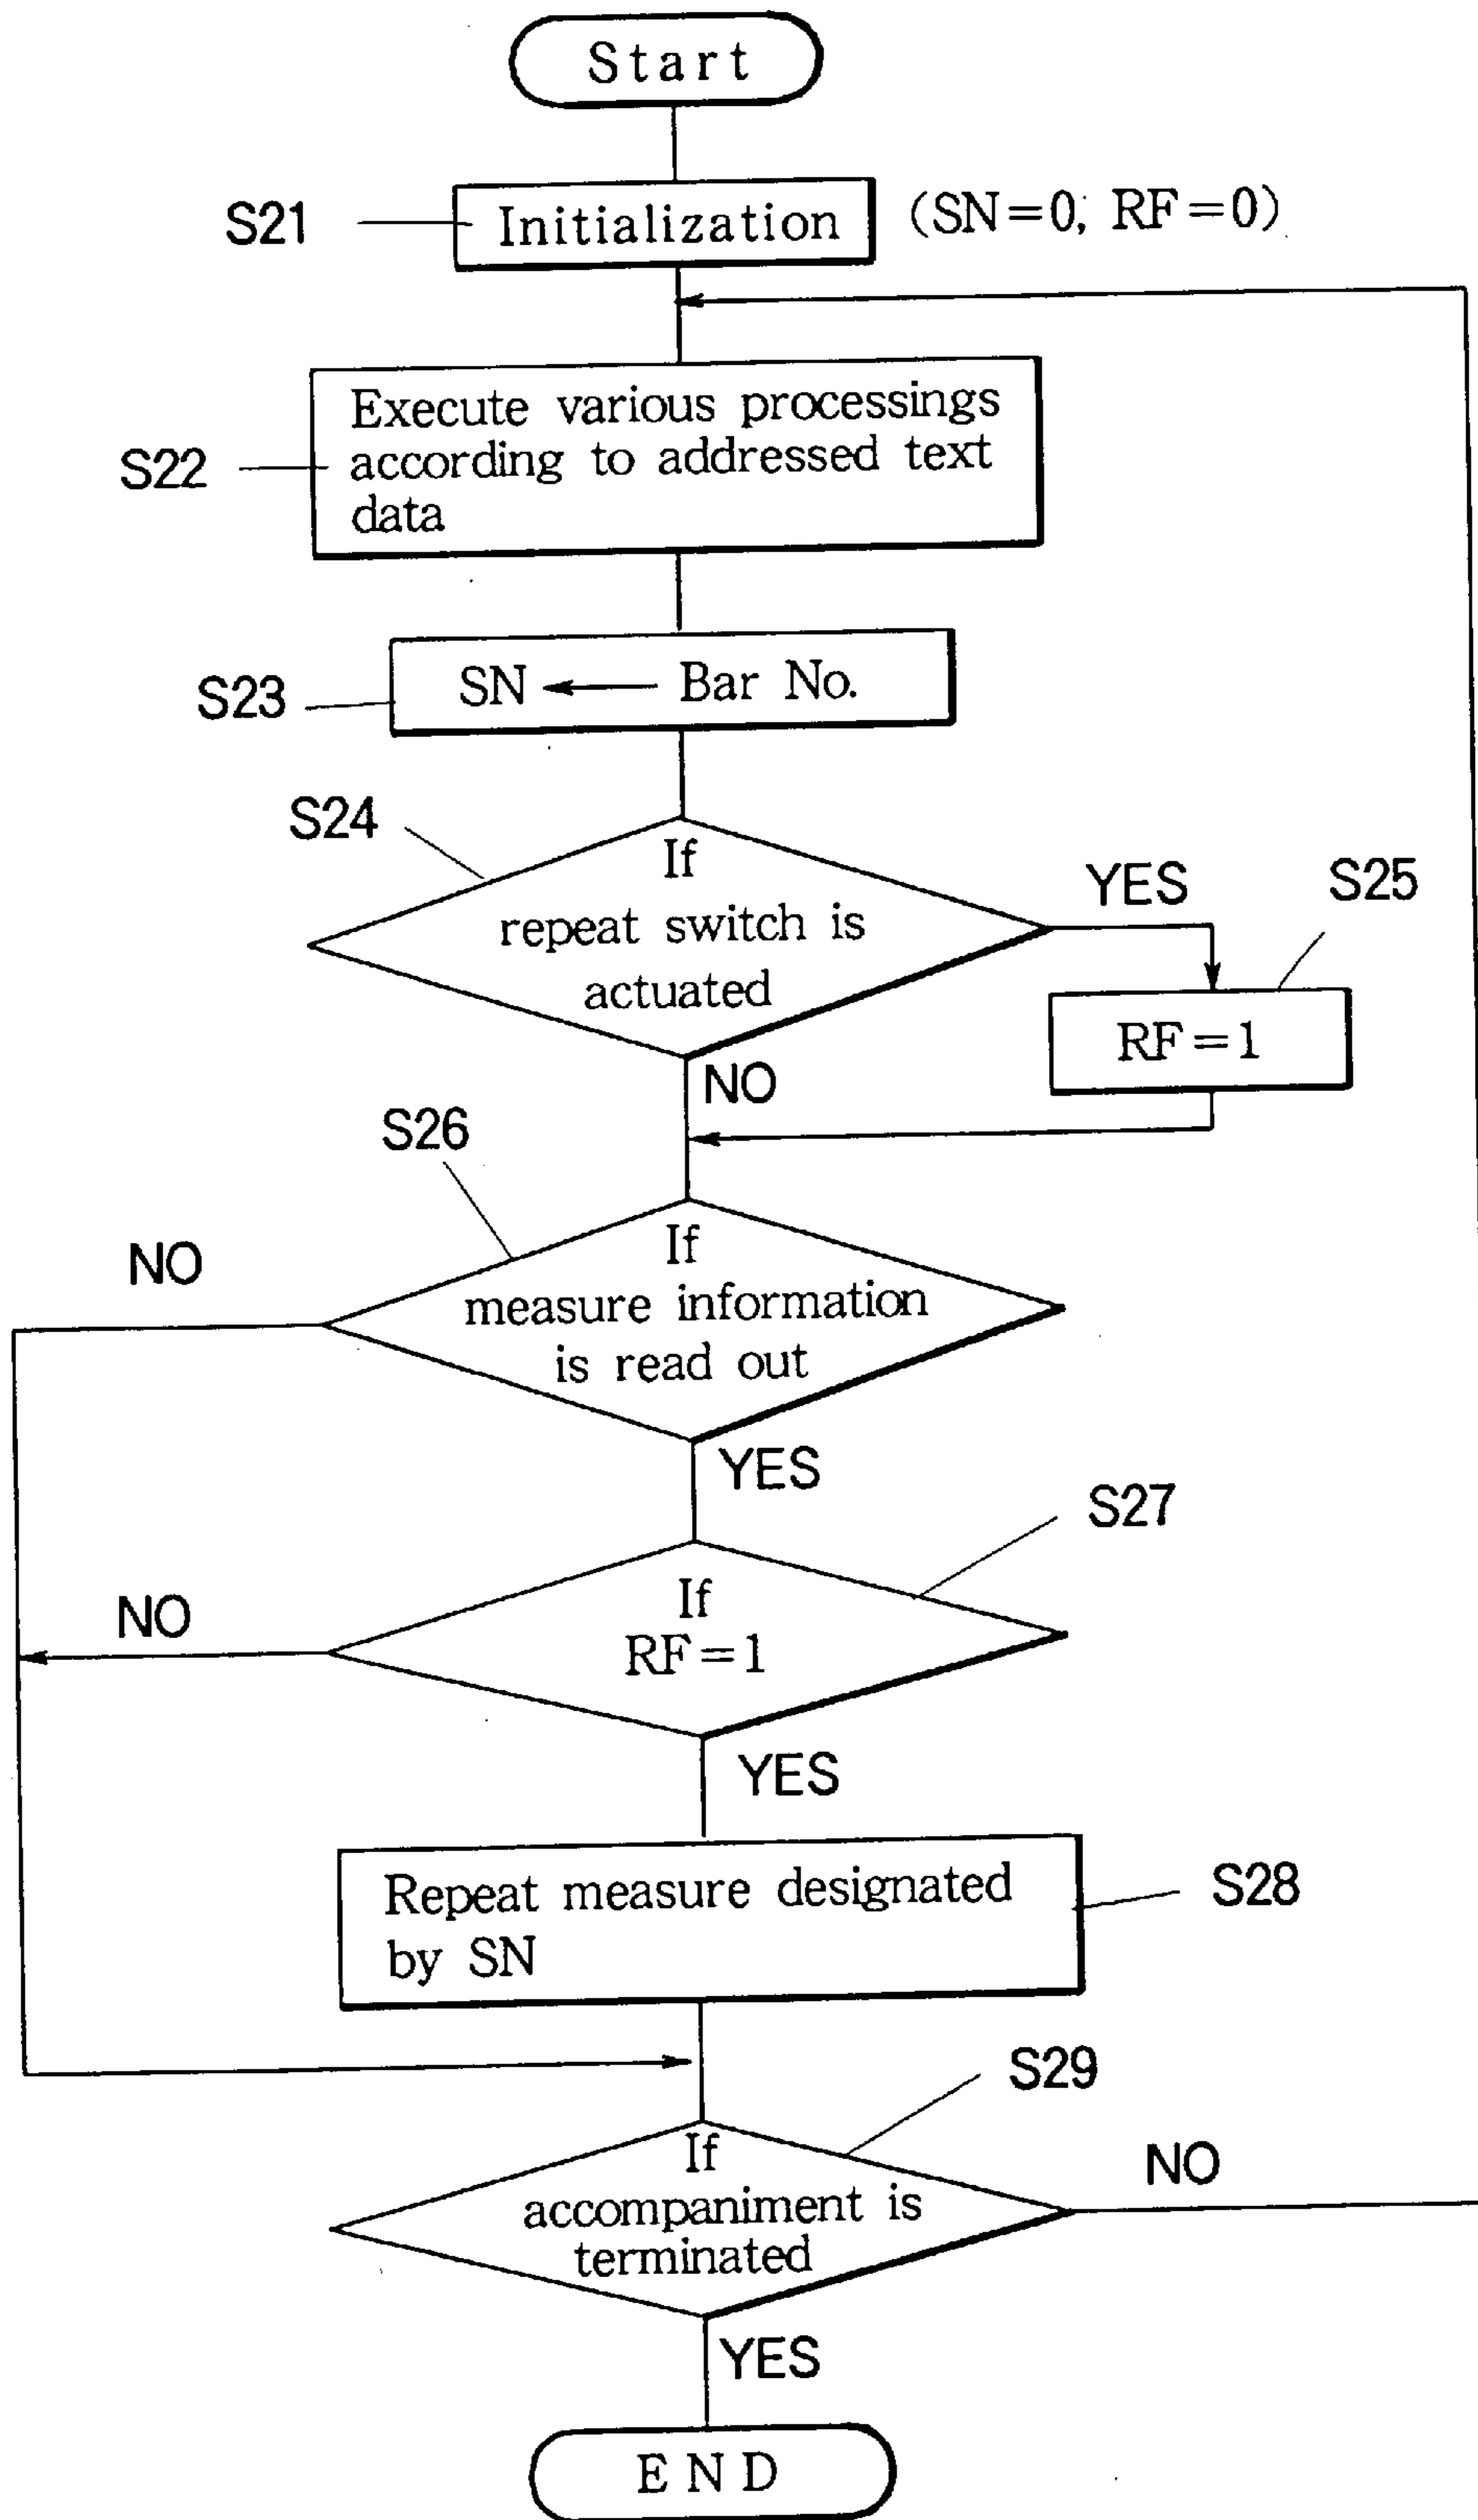 Start
S21
Initialization
(SN=0; RF=0)
S22
Execute various processings
according to addressed text
data
S23
SN ← Bar No.
S24
If
repeat switch is
actuated
YES
S25
RF=1
NO
S26
If
measure information
is read out
NO
YES
S27
If
RF=1
NO
YES
Repeat measure designated
by SN
S28
S29
If
accompaniment is
terminated
NO
YES
END